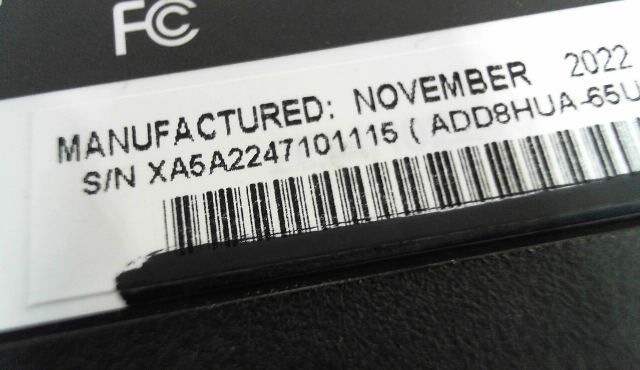 FC
MANUFACTURED: NOVEMBER 2022
S/N XA5A2247101115 ( ADD8HUA-65U